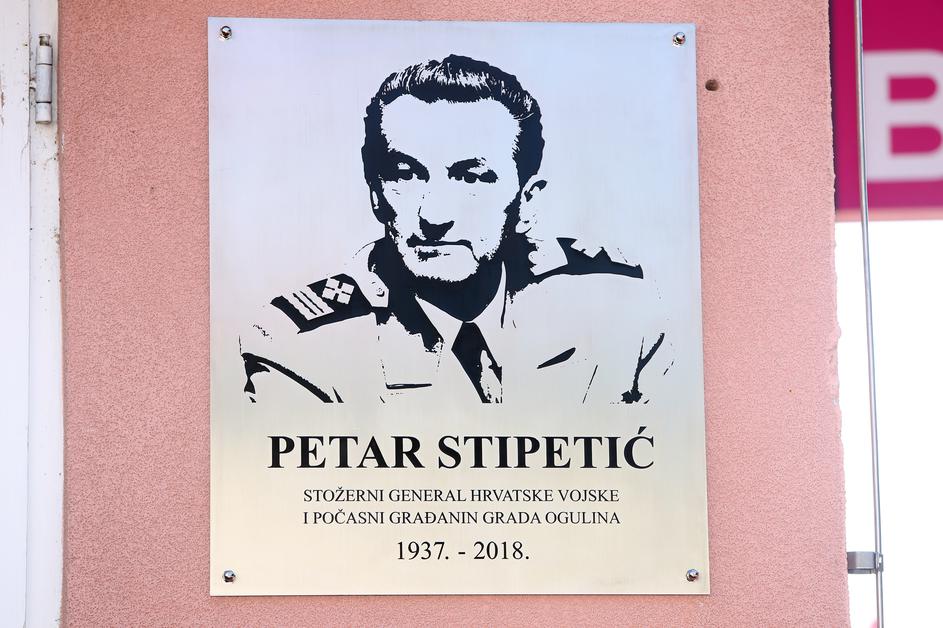 PETAR STIPETIĆ
STOŽERNI GENERAL HRVATSKE VOJSKE
I POČASNI GRAĐANIN GRADA OGULINA
1937. - 2018.
B